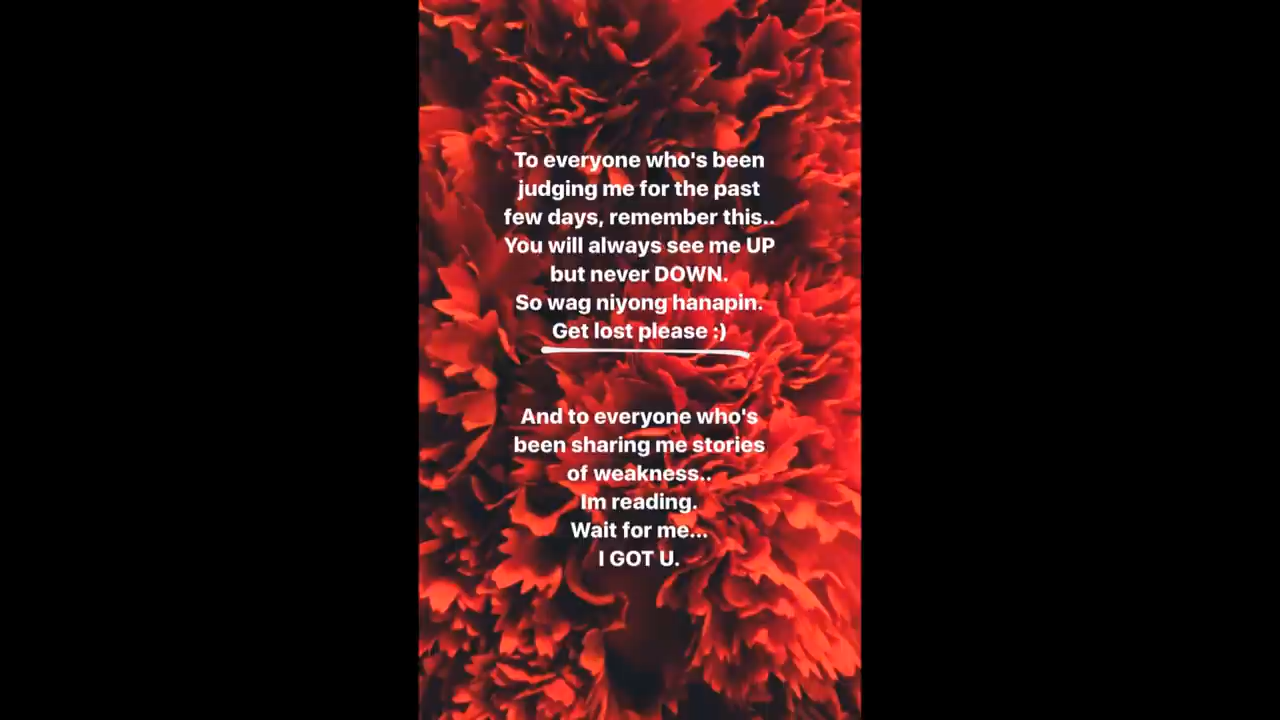 To everyone who's been
judging me for the past
few days, remember this..
You will always see me UP
but never DOWN.
So wag niyong hanapin.
Get lost please :)
And to everyone who's
been sharing me stories
of weakness..
Im reading.
Wait for me...
I GOT U.